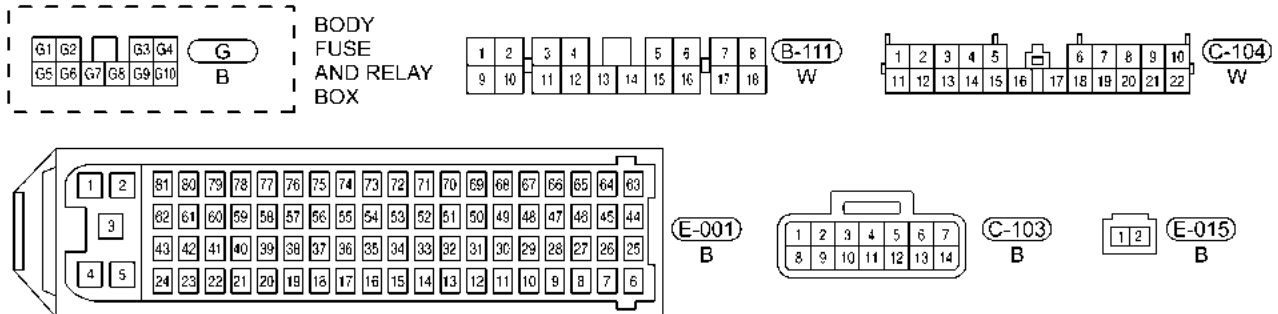 G1 G2 G3 G4
G5 G6 G7 G8 G9 G10
G
B
BODY
FUSE
AND RELAY
BOX
1 2 3 4 5 6 7 8
9 10 11 12 13 14 15 16 17 18
B-111
W
1 2 3 4 5 6 7 8 9 10
11 12 13 14 15 16 17 18 19 20 21 22
C-104
W
1 2
3
4 5
81 80 79 78 77 76 75 74 73 72 71 70 69 68 67 66 65 64 63
62 61 60 59 58 57 56 55 54 53 52 51 50 49 48 47 46 45 44
43 42 41 40 39 38 37 36 35 34 33 32 31 30 29 28 27 26 25
24 23 22 21 20 19 18 17 16 15 14 13 12 11 10 9 8 7 6
E-001
B
1 2 3 4 5 6 7
8 9 10 11 12 13 14
C-103
B
1 2
E-015
B